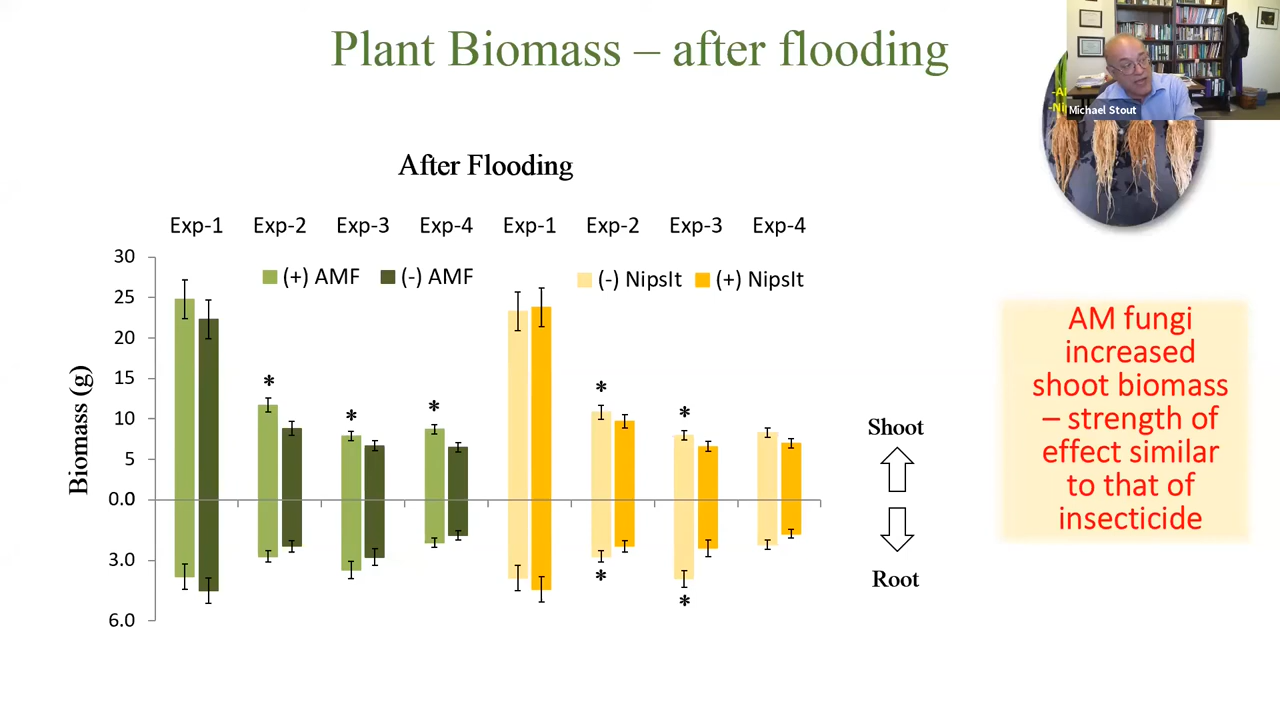 Plant Biomass – after flooding
Michael Stout
After Flooding
Exp-1 Exp-2 Exp-3 Exp-4 Exp-1 Exp-2 Exp-3 Exp-4
(+) AMF (-) AMF (-) NipsIt (+) NipsIt
Biomass (g)
30
25
20
15
10
5
0.0
3.0
6.0
* * * * *
* *
Shoot
Root
AM fungi
increased
shoot biomass
– strength of
effect similar
to that of
insecticide